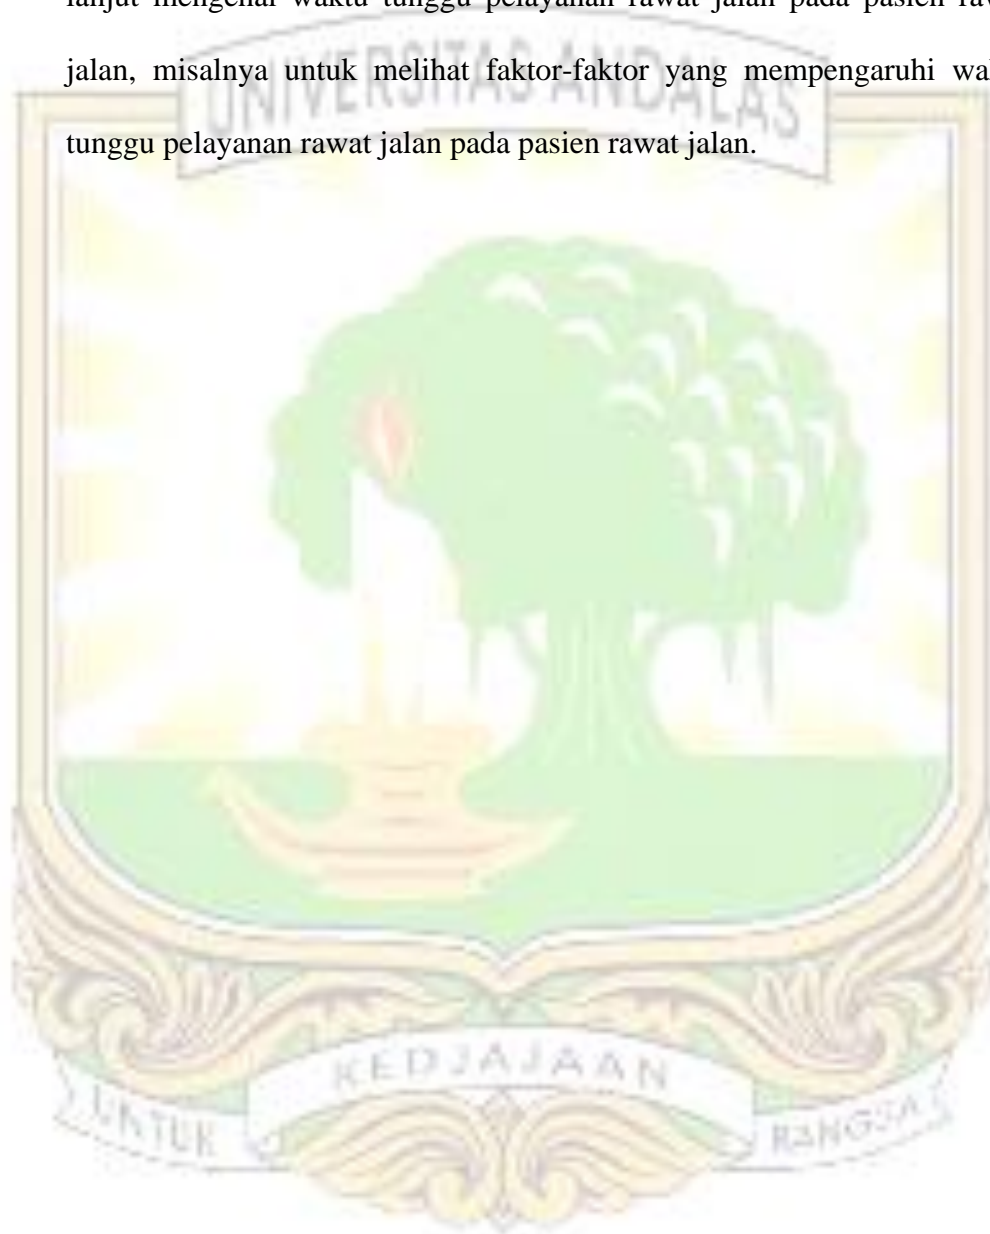 lanjut mengenai waktu tunggu pelayanan rawat jalan pada pasien
jalan, misalnya untuk melihat faktor-faktor yang mempengaruhi
UNIVERSITAS ANDALAS
tunggu pelayanan rawat jalan pada pasien rawat jalan.
KEDJAJAAN
UNTUK
BANGSA